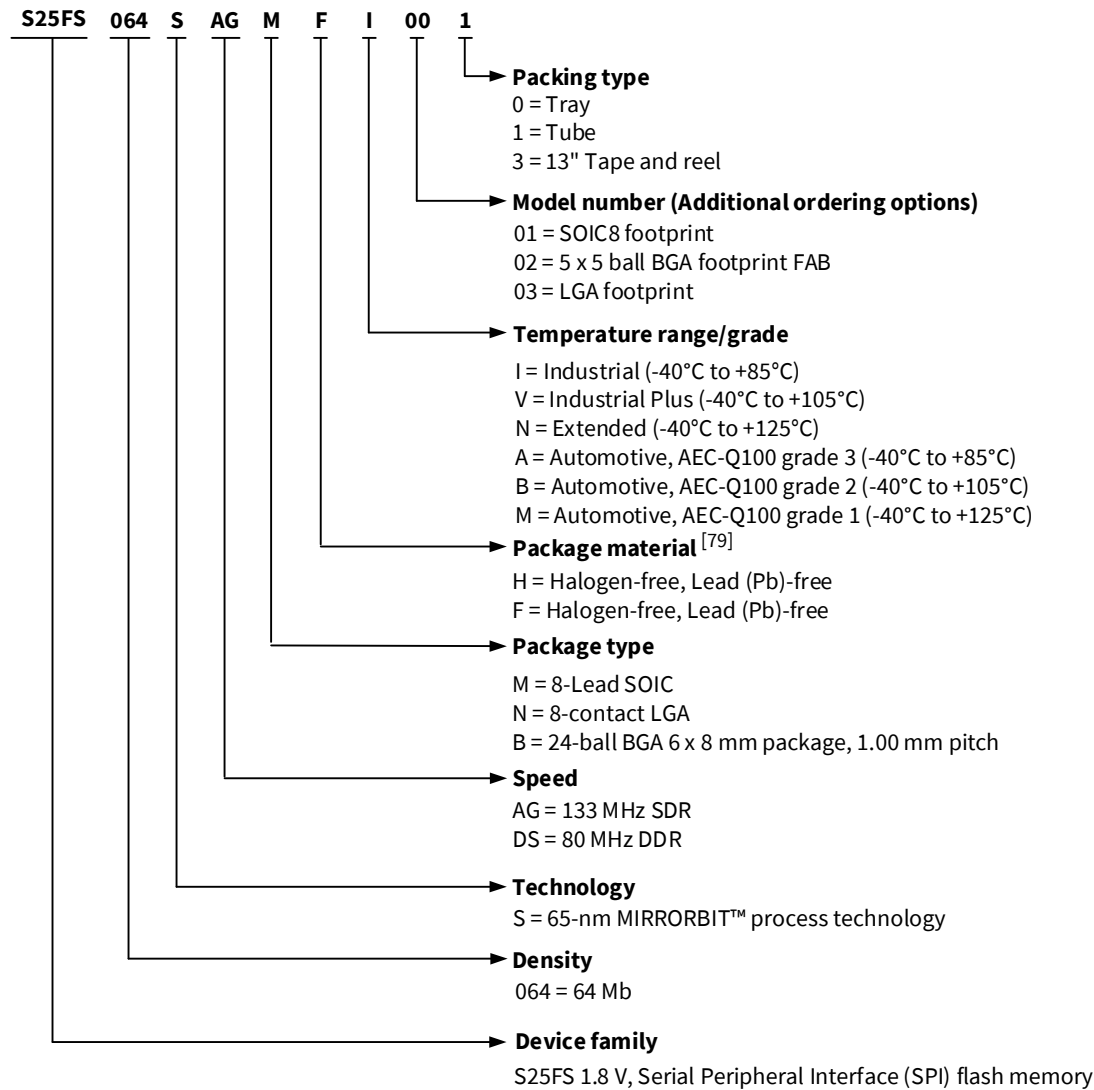 S25FS 064 S AG M F I 00 1
Packing type
0 = Tray
1 = Tube
3 = 13" Tape and reel
Model number (Additional ordering options)
01 = SOIC8 footprint
02 = 5 x 5 ball BGA footprint FAB
03 = LGA footprint
Temperature range/grade
I = Industrial (-40°C to +85°C)
V = Industrial Plus (-40°C to +105°C)
N = Extended (-40°C to +125°C)
A = Automotive, AEC-Q100 grade 3 (-40°C to +85°C)
B = Automotive, AEC-Q100 grade 2 (-40°C to +105°C)
M = Automotive, AEC-Q100 grade 1 (-40°C to +125°C)
Package material [79]
H = Halogen-free, Lead (Pb)-free
F = Halogen-free, Lead (Pb)-free
Package type
M = 8-Lead SOIC
N = 8-contact LGA
B = 24-ball BGA 6 x 8 mm package, 1.00 mm pitch
Speed
AG = 133 MHz SDR
DS = 80 MHz DDR
Technology
S = 65-nm MIRRORBIT™ process technology
Density
064 = 64 Mb
Device family
S25FS 1.8 V, Serial Peripheral Interface (SPI) flash memory